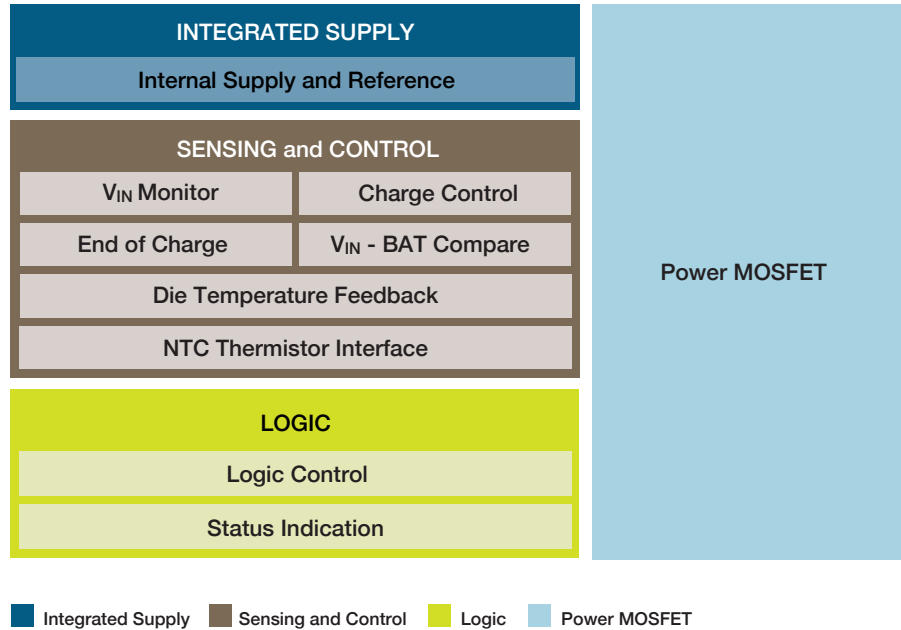 INTEGRATED SUPPLY
Internal Supply and Reference
SENSING and CONTROL
VIN Monitor
Charge Control
End of Charge
VIN - BAT Compare
Die Temperature Feedback
NTC Thermistor Interface
LOGIC
Logic Control
Status Indication
Power MOSFET
Integrated Supply
Sensing and Control
Logic
Power MOSFET